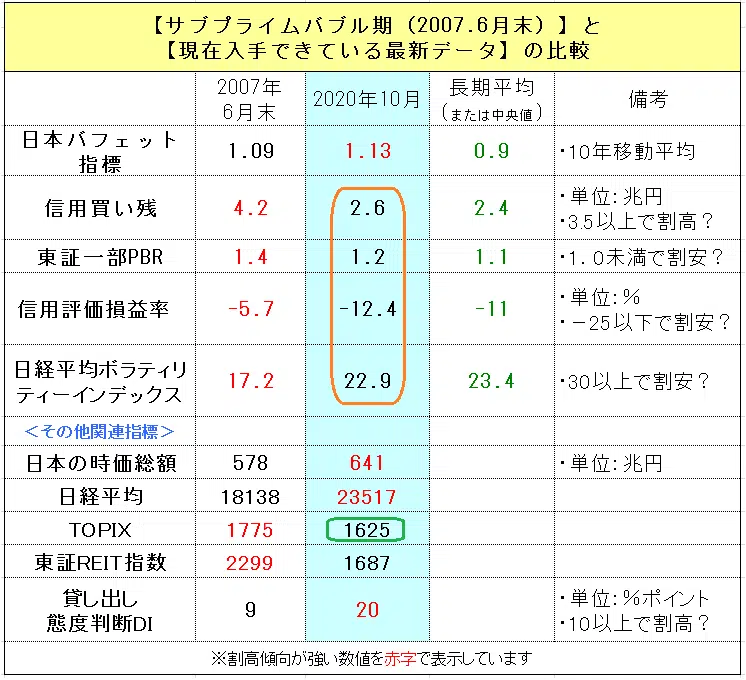 【サブプライムバブル期（2007.6月末）】と
【現在入手できている最新データ】の比較
2007年
6月末
2020年10月
長期平均
（または中央値）
備考
日本バフェット
指標
1.09
1.13
0.9
・10年移動平均
信用買い残
4.2
2.6
2.4
・単位：兆円
・3.5以上で割高？
東証一部PBR
1.4
1.2
1.1
・1.0未満で割安？
信用評価損益率
-5.7
-12.4
-11
・単位：％
・－25以下で割安？
日経平均ボラティリ
ティーインデックス
17.2
22.9
23.4
・30以上で割安？
＜その他関連指標＞
日本の時価総額
578
641
・単位：兆円
日経平均
18138
23517
TOPIX
1775
1625
東証REIT指数
2299
1687
貸し出し
態度判断DI
9
20
・単位：％ポイント
・10以上で割高？
※割高傾向が強い数値を赤字で表示しています